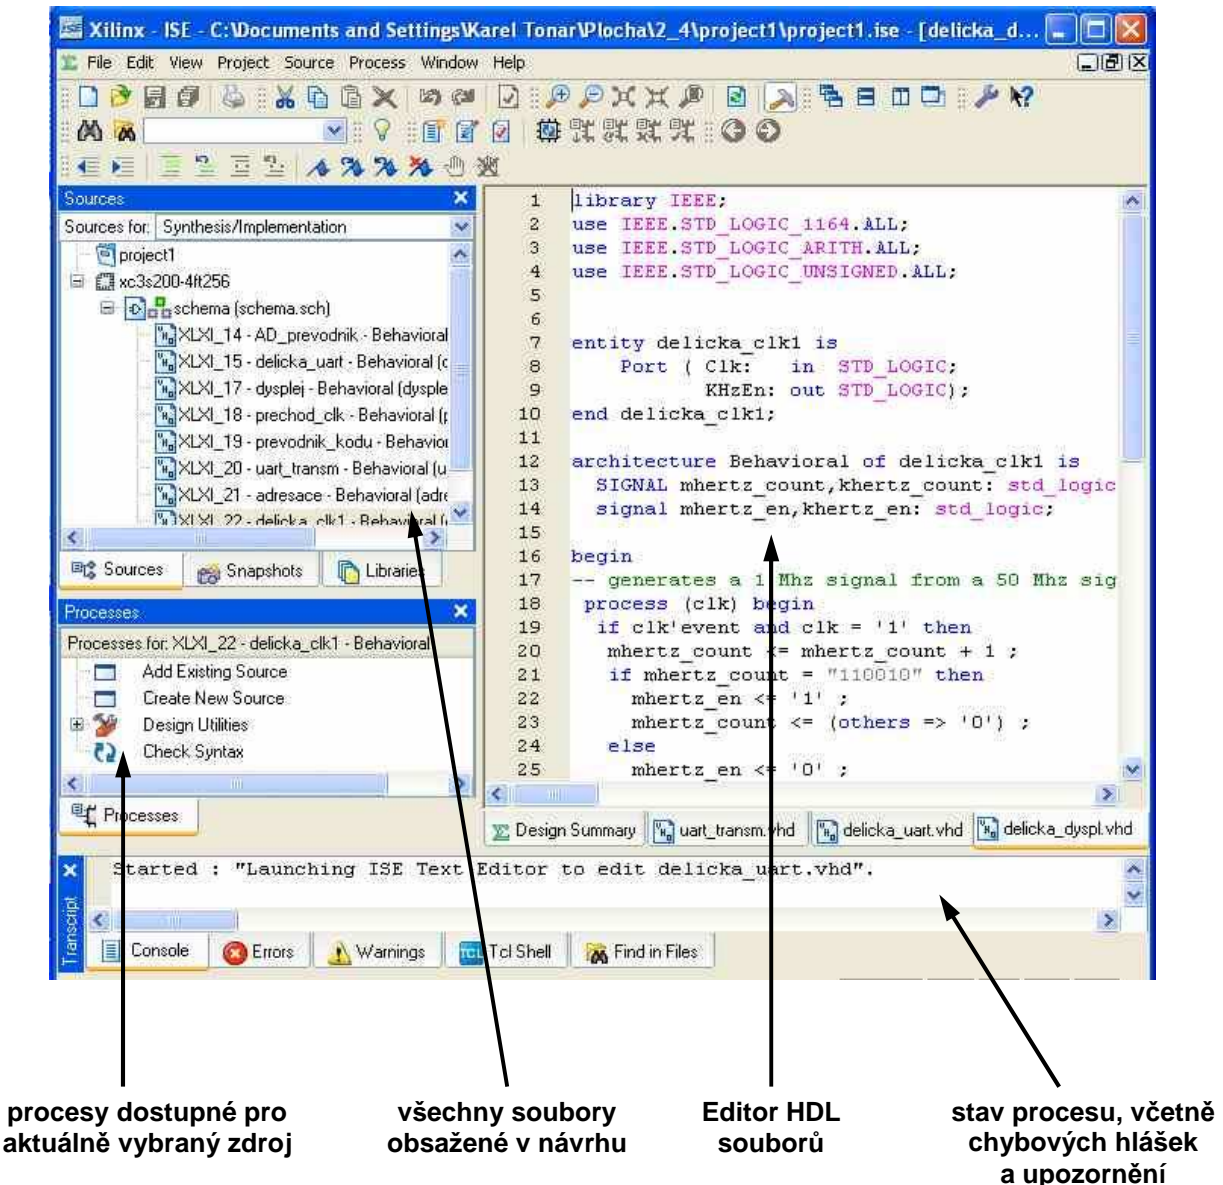 Xilinx - ISE - C:\Documents and Settings\Karel Tonar\Plocha\2_4\project1\project1.ise - [delicka_d...
File Edit View Project Source Process Window Help
Sources
Sources for: Synthesis/Implementation
project1
xc3s200-4ft256
schema (schema.sch)
XLXI_14 - AD_prevodnik - Behavioral
XLXI_15 - delicka_uart - Behavioral (c
XLXI_17 - dysplej - Behavioral (dysple
XLXI_18 - prechod_clk - Behavioral (p
XLXI_19 - prevodnik_kodu - Behavior
XLXI_20 - uart_transm - Behavioral (u
XLXI_21 - adresace - Behavioral (adre
XLXI_22 - delicka_clk1 - Behavioral (
Sources Snapshots Libraries
Processes
Processes for: XLXI_22 - delicka_clk1 - Behavioral
Add Existing Source
Create New Source
Design Utilities
Check Syntax
Processes
1 library IEEE;
2 use IEEE.STD_LOGIC_1164.ALL;
3 use IEEE.STD_LOGIC_ARITH.ALL;
4 use IEEE.STD_LOGIC_UNSIGNED.ALL;
5
6
7 entity delicka_clk1 is
8 Port ( Clk: in STD_LOGIC;
9 KHzEn: out STD_LOGIC);
10 end delicka_clk1;
11
12 architecture Behavioral of delicka_clk1 is
13 SIGNAL mhertz_count,khertz_count: std_logic
14 signal mhertz_en,khertz_en: std_logic;
15
16 begin
17 -- generates a 1 Mhz signal from a 50 Mhz sig
18 process (clk) begin
19 if clk'event and clk = '1' then
20 mhertz_count <= mhertz_count + 1 ;
21 if mhertz_count = "110010" then
22 mhertz_en <= '1' ;
23 mhertz_count <= (others => '0') ;
24 else
25 mhertz_en <= '0' ;
Design Summary uart_transm.vhd delicka_uart.vhd delicka_dyspl.vhd
Transcript
Started : "Launching ISE Text Editor to edit delicka_uart.vhd".
Console Errors Warnings TCL Tcl Shell Find in Files
procesy dostupné pro
aktuálně vybraný zdroj
všechny soubory
obsažené v návrhu
Editor HDL
souborů
stav procesu, včetně
chybových hlášek
a upozornění